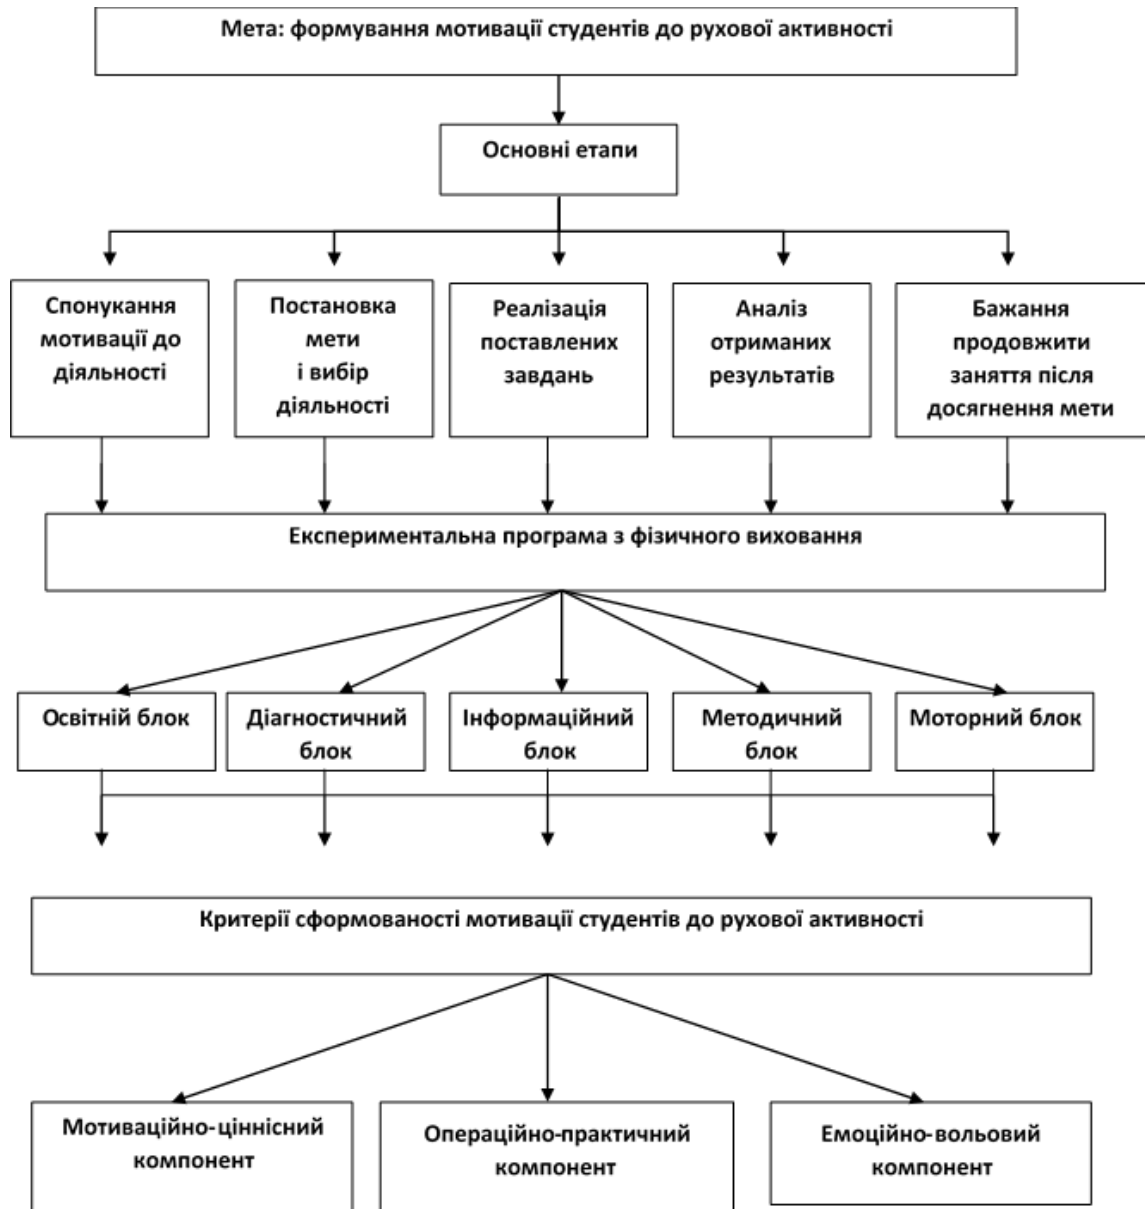 Мета: формування мотивації студентів до рухової активності
Основні етапи
Спонукання
мотивації до
діяльності
Постановка
мети
і вибір
діяльності
Реалізація
поставлених
завдань
Аналіз
отриманих
результатів
Бажання
продовжити
заняття після
досягнення мети
Експериментальна програма з фізичного виховання
Освітній блок
Діагностичний
блок
Інформаційний
блок
Методичний
блок
Моторний блок
Критерії сформованості мотивації студентів до рухової активності
Мотиваційно-ціннісний
компонент
Операційно-практичний
компонент
Емоційно-вольовий
компонент